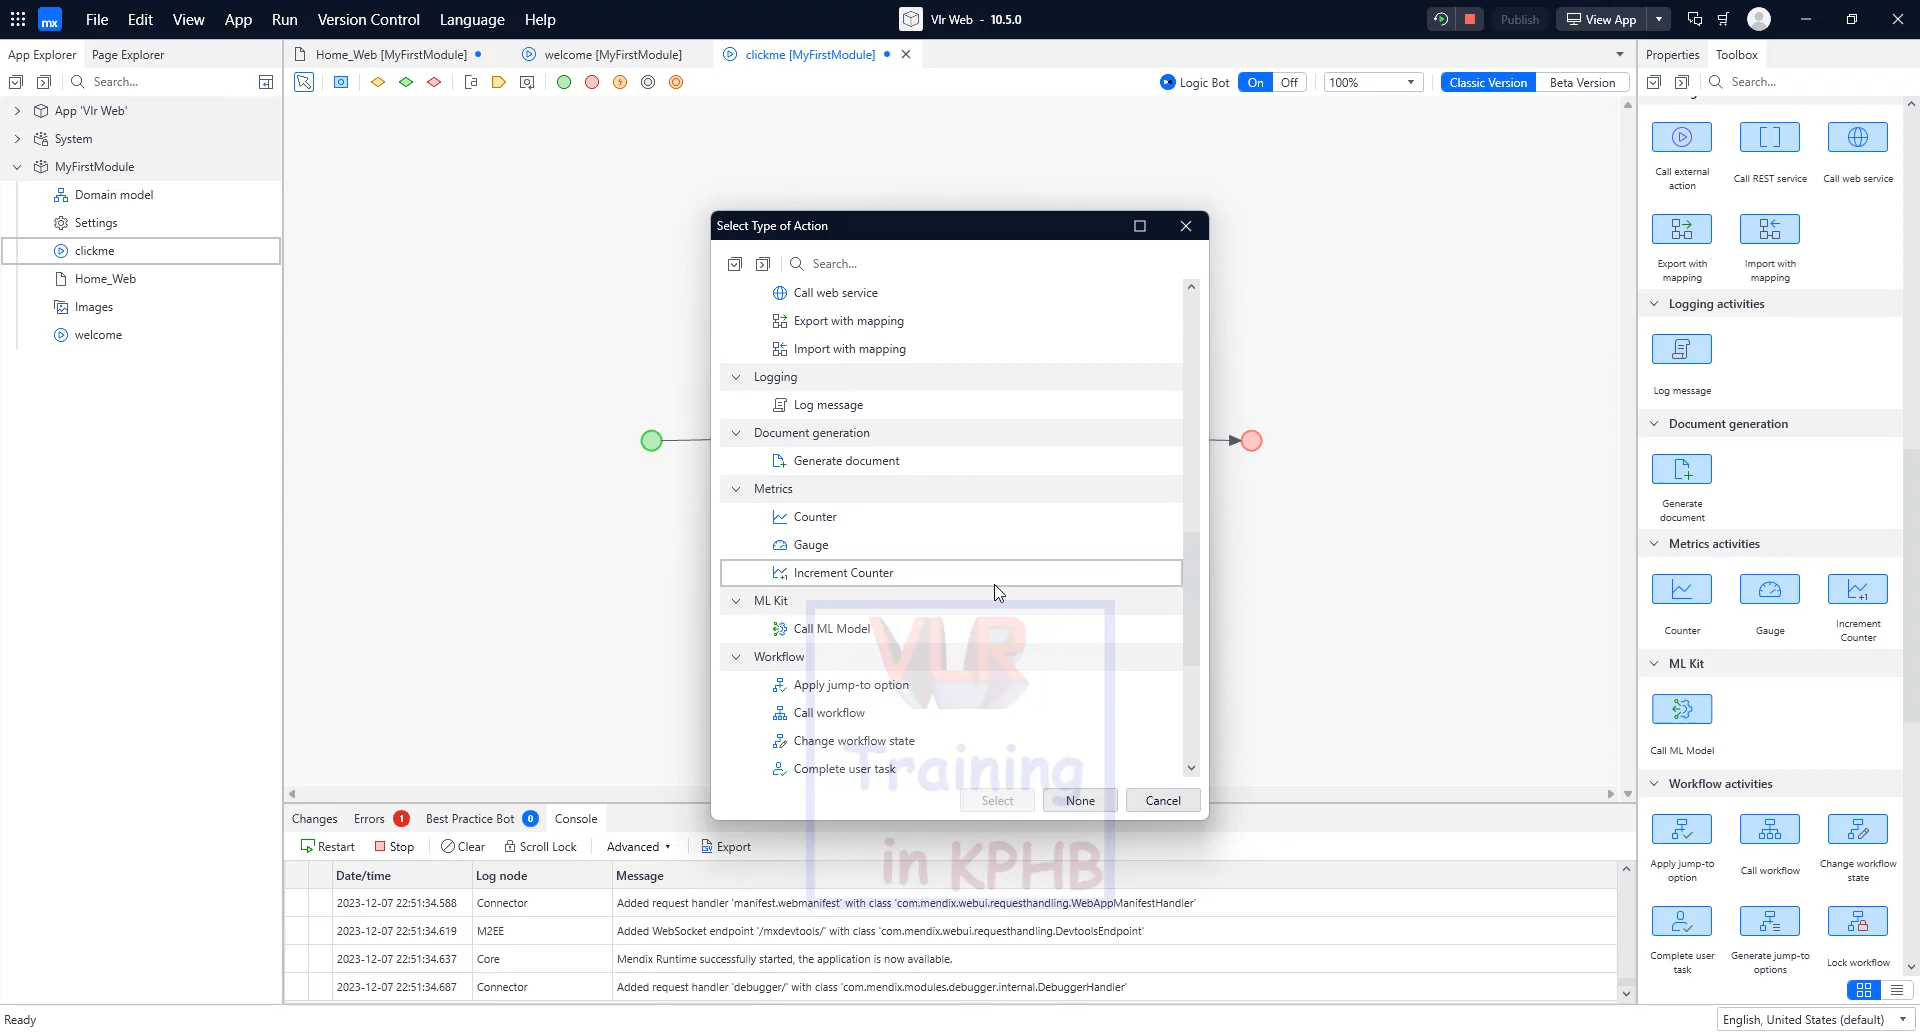 mx File Edit View App Run Version Control Language Help
Vlr Web - 10.5.0
Publish View App
App Explorer Page Explorer
Home_Web [MyFirstModule] welcome [MyFirstModule] clickme [MyFirstModule]
Properties Toolbox
Search...
Logic Bot On Off 100% Classic Version Beta Version
Search...
App 'Vlr Web'
System
MyFirstModule
Domain model
Settings
clickme
Home_Web
Images
welcome
Select Type of Action
Search...
Call web service
Export with mapping
Import with mapping
Logging
Log message
Document generation
Generate document
Metrics
Counter
Gauge
Increment Counter
ML Kit
Call ML Model
Workflow
Apply jump-to option
Call workflow
Change workflow state
Complete user task
Select None Cancel
VLR
Training
in KPHB
Call external action
Call REST service
Call web service
Export with mapping
Import with mapping
Logging activities
Log message
Document generation
Generate document
Metrics activities
Counter
Gauge
Increment Counter
ML Kit
Call ML Model
Workflow activities
Apply jump-to option
Call workflow
Change workflow state
Complete user task
Generate jump-to options
Lock workflow
Changes Errors 1 Best Practice Bot 0 Console
Restart Stop Clear Scroll Lock Advanced Export
Date/time Log node Message
2023-12-07 22:51:34.588 Connector Added request handler 'manifest.webmanifest' with class 'com.mendix.webui.requesthandling.WebAppManifestHandler'
2023-12-07 22:51:34.619 M2EE Added WebSocket endpoint '/mxdevtools/' with class 'com.mendix.webui.requesthandling.DevtoolsEndpoint'
2023-12-07 22:51:34.637 Core Mendix Runtime successfully started, the application is now available.
2023-12-07 22:51:34.687 Connector Added request handler 'debugger/' with class 'com.mendix.modules.debugger.internal.DebuggerHandler'
Ready
English, United States (default)